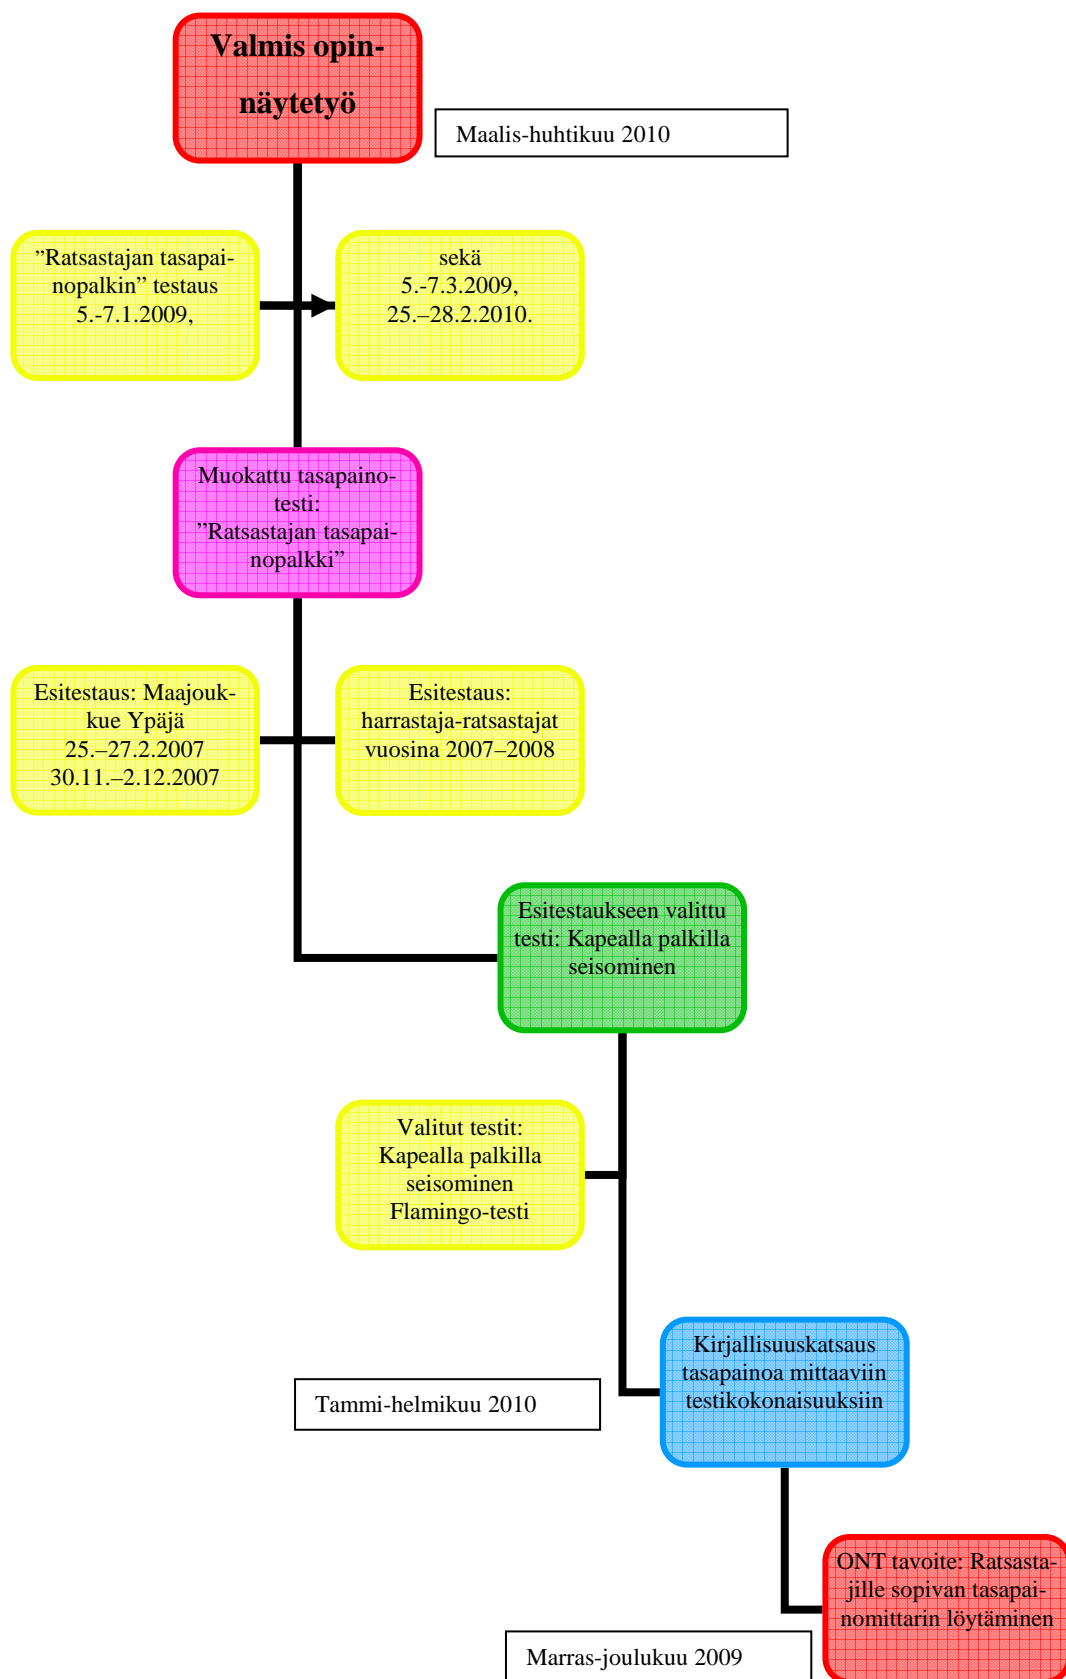 Valmis opin-
näytetyö
Maalis-huhtikuu 2010
”Ratsastajan tasapai-
nopalkin” testaus
5.-7.1.2009,
sekä
5.-7.3.2009,
25.–28.2.2010.
Muokattu tasapaino-
testi:
”Ratsastajan tasapai-
nopalkki”
Esitestaus: Maajouk-
kue Ypäjä
25.–27.2.2007
30.11.–2.12.2007
Esitestaus:
harrastaja-ratsastajat
vuosina 2007–2008
Esitestaukseen valittu
testi: Kapealla palkilla
seisominen
Valitut testit:
Kapealla palkilla
seisominen
Flamingo-testi
Kirjallisuuskatsaus
tasapainoa mittaaviin
testikokonaisuuksiin
Tammi-helmikuu 2010
ONT tavoite: Ratsasta-
jille sopivan tasapai-
nomittarin löytäminen
Marras-joulukuu 2009